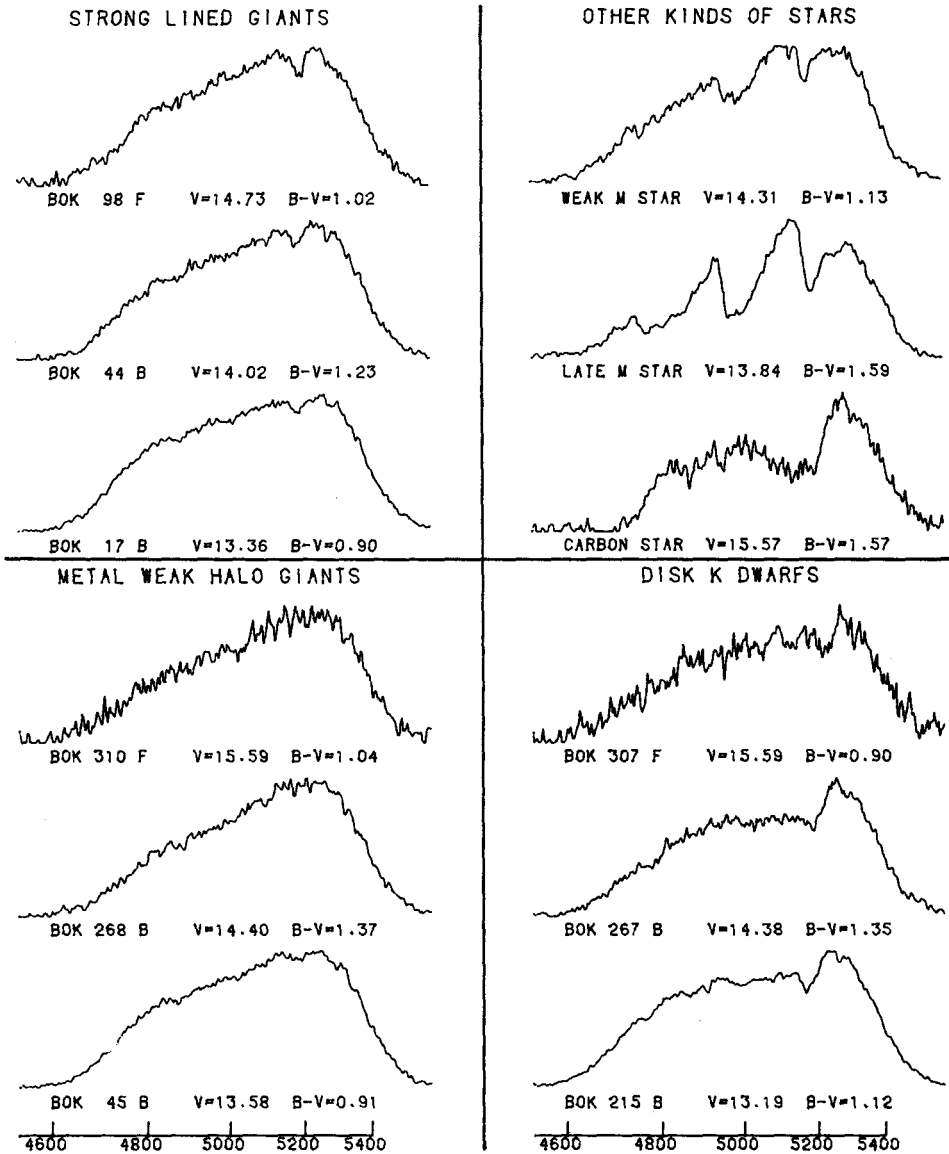 STRONG LINED GIANTS
BOK 98 F V=14.73 B-V=1.02
BOK 44 B V=14.02 B-V=1.23
BOK 17 B V=13.36 B-V=0.90
OTHER KINDS OF STARS
WEAK M STAR V=14.31 B-V=1.13
LATE M STAR V=13.84 B-V=1.59
CARBON STAR V=15.57 B-V=1.57
METAL WEAK HALO GIANTS
BOK 310 F V=15.59 B-V=1.04
BOK 268 B V=14.40 B-V=1.37
BOK 45 B V=13.58 B-V=0.91
4600 4800 5000 5200 5400
DISK K DWARFS
BOK 307 F V=15.59 B-V=0.90
BOK 267 B V=14.38 B-V=1.35
BOK 215 B V=13.19 B-V=1.12
4600 4800 5000 5200 5400